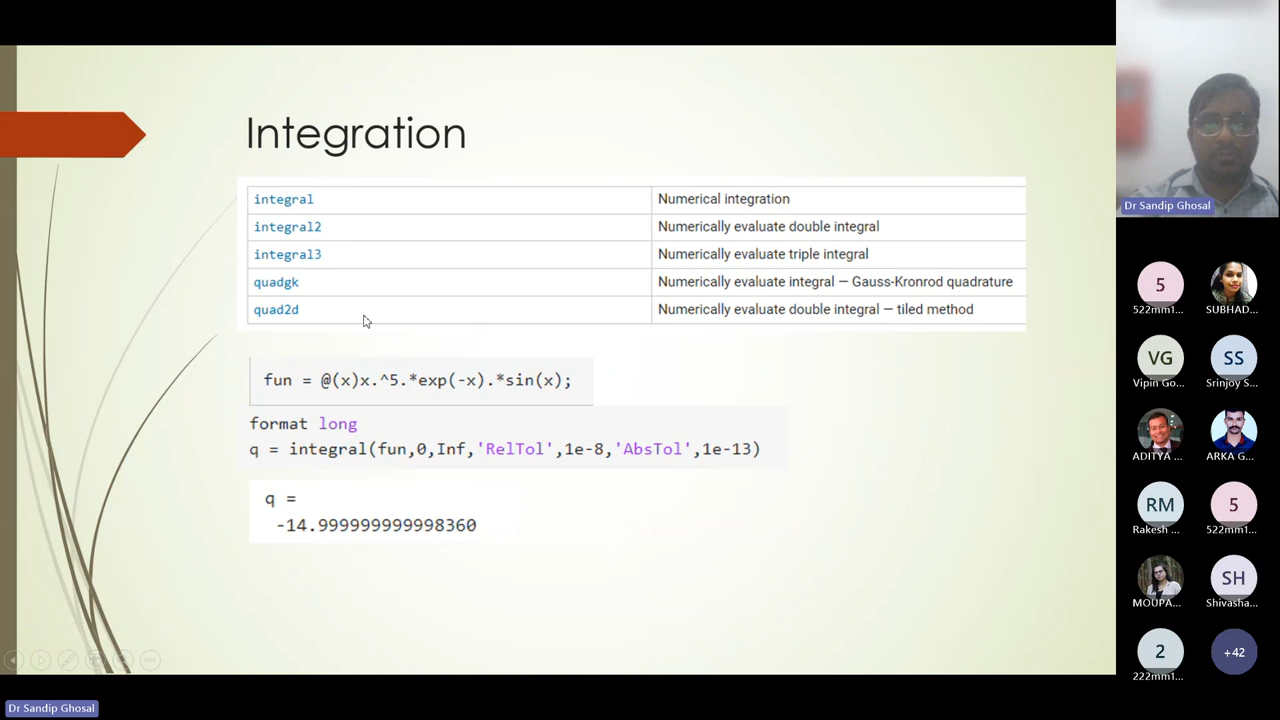 Integration
integral Numerical integration
integral2 Numerically evaluate double integral
integral3 Numerically evaluate triple integral
quadgk Numerically evaluate integral — Gauss-Kronrod quadrature
quad2d Numerically evaluate double integral — tiled method
fun = @(x)x.^5.*exp(-x).*sin(x);
format long
q = integral(fun,0,Inf,'RelTol',1e-8,'AbsTol',1e-13)
q =
-14.999999999998360
Dr Sandip Ghosal
Dr Sandip Ghosal
5
522mm1...
SUBHAD...
VG SS
Vipin Go... Srinjoy S...
ADITYA ... ARKA G...
RM 5
Rakesh ... 522mm1...
SH
MOUPA... Shivasha...
2 +42
222mm1...